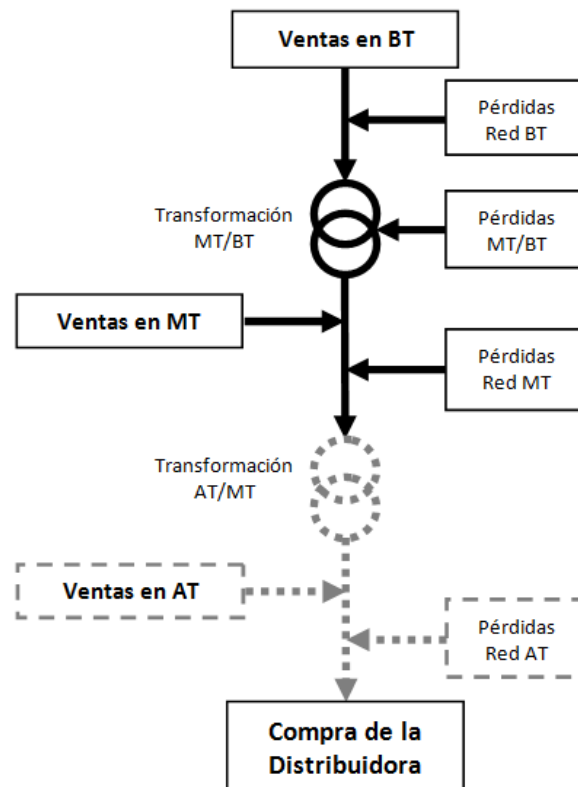 Ventas en BT
Pérdidas
Red BT
Transformación
MT/BT
Pérdidas
MT/BT
Ventas en MT
Pérdidas
Red MT
Transformación
AT/MT
Ventas en AT
Pérdidas
Red AT
Compra de la
Distribuidora